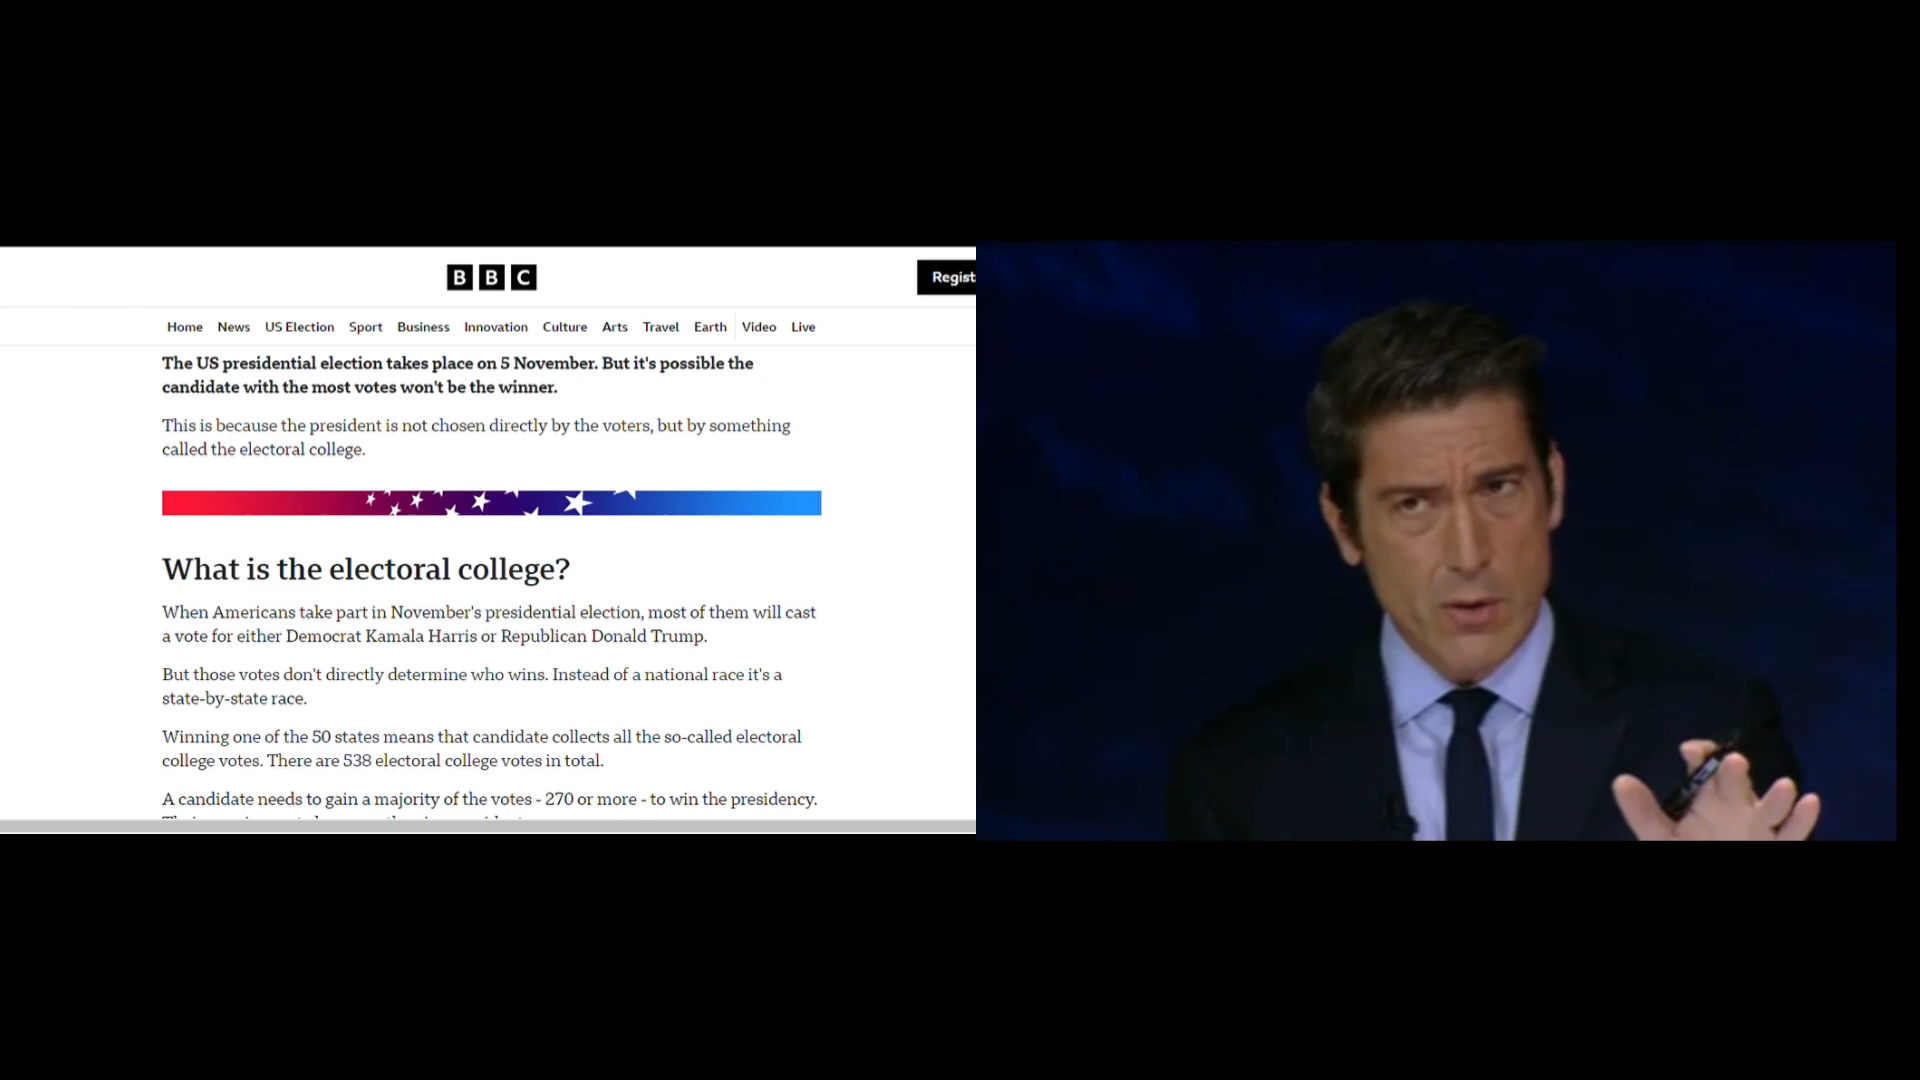 BBC
Regist
Home News US Election Sport Business Innovation Culture Arts Travel Earth Video Live
The US presidential election takes place on 5 November. But it's possible the
candidate with the most votes won't be the winner.
This is because the president is not chosen directly by the voters, but by something
called the electoral college.
What is the electoral college?
When Americans take part in November's presidential election, most of them will cast
a vote for either Democrat Kamala Harris or Republican Donald Trump.
But those votes don't directly determine who wins. Instead of a national race it's a
state-by-state race.
Winning one of the 50 states means that candidate collects all the so-called electoral
college votes. There are 538 electoral college votes in total.
A candidate needs to gain a majority of the votes - 270 or more - to win the presidency.